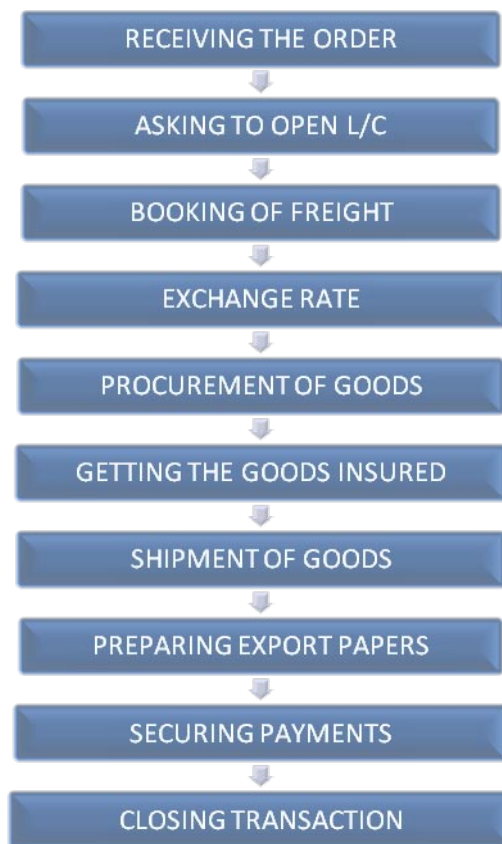 RECEIVING THE ORDER
ASKING TO OPEN L/C
BOOKING OF FREIGHT
EXCHANGE RATE
PROCUREMENT OF GOODS
GETTING THE GOODS INSURED
SHIPMENT OF GOODS
PREPARING EXPORT PAPERS
SECURING PAYMENTS
CLOSING TRANSACTION